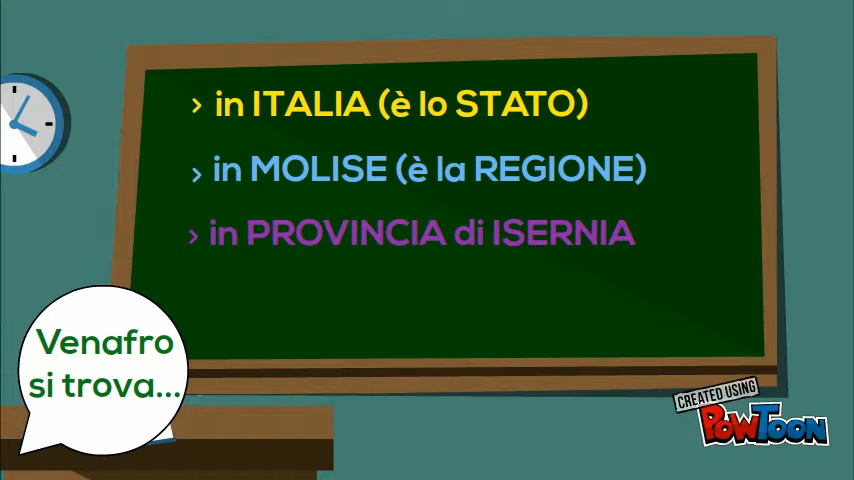 > in ITALIA (è lo STATO)
> in MOLISE (è la REGIONE)
> in PROVINCIA di ISERNIA
Venafro
si trova...
CREATED USING
POWTOON